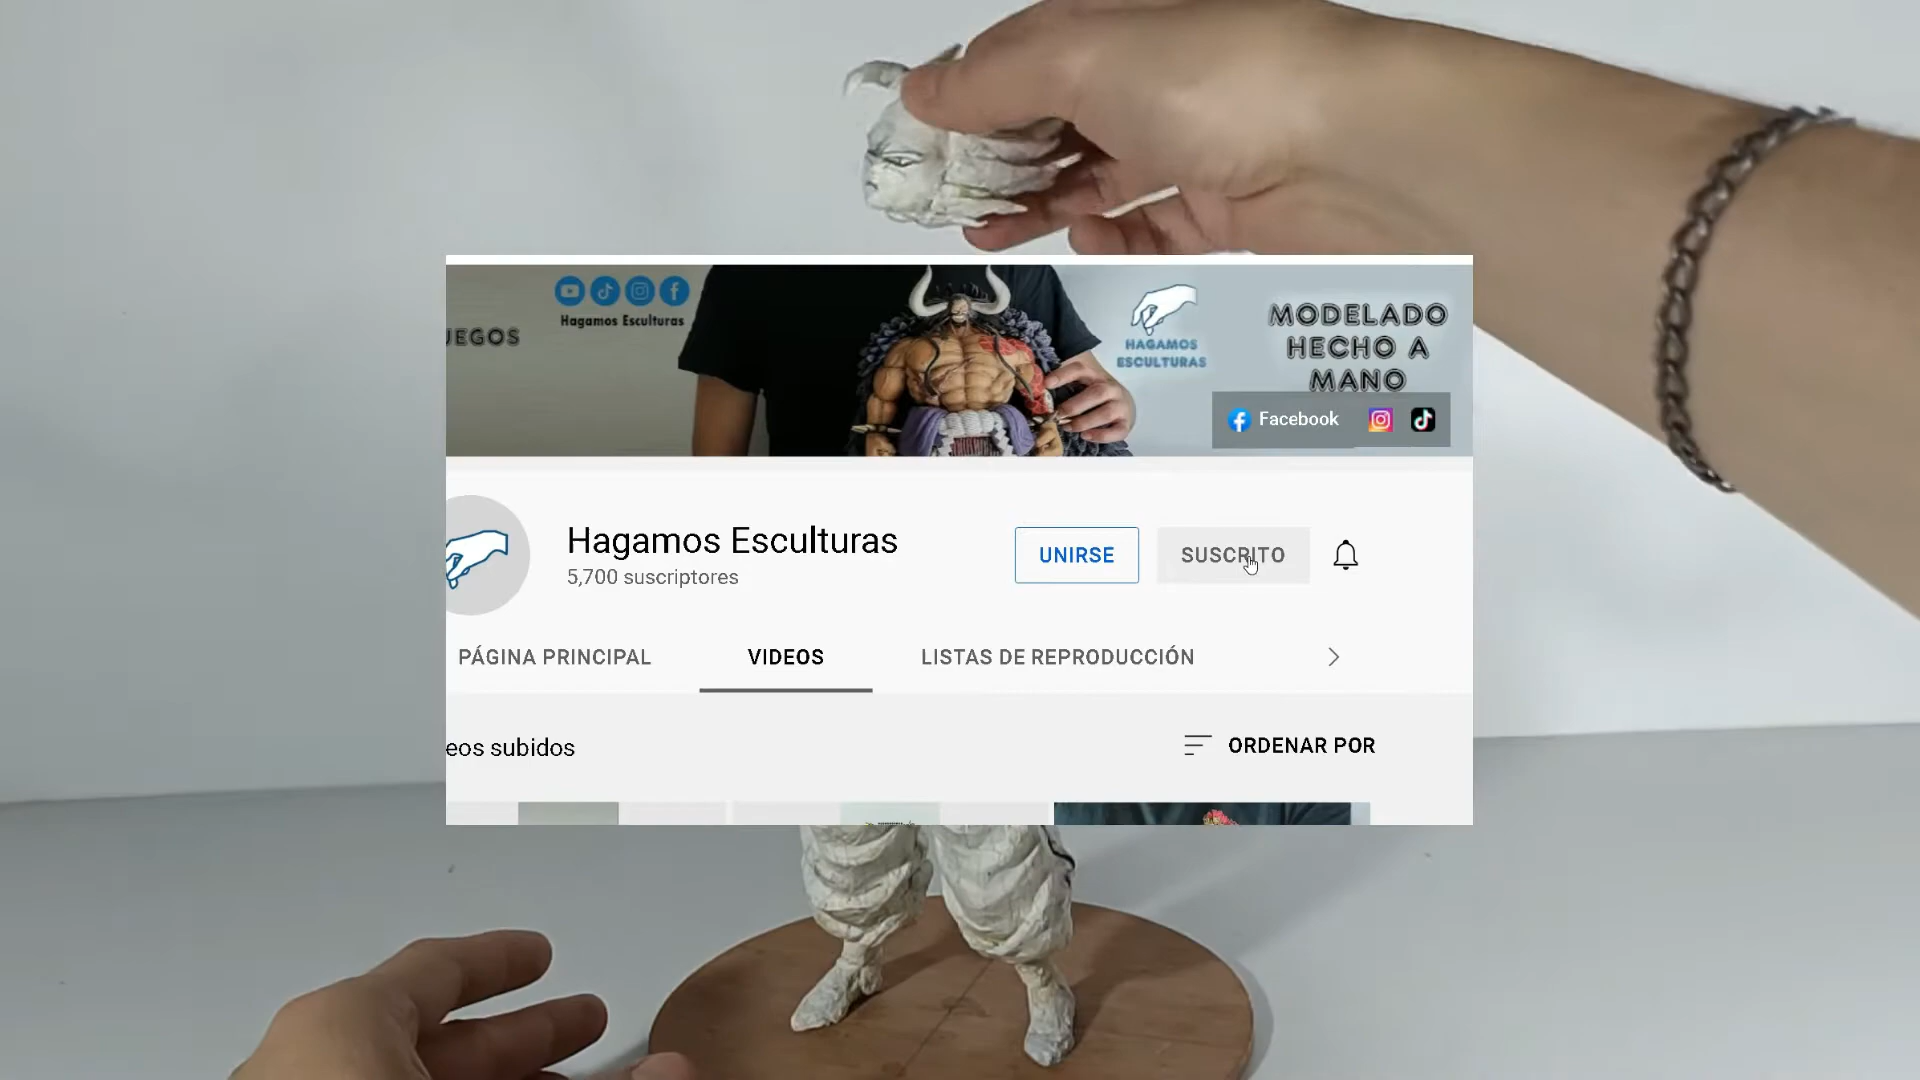 UEGOS
Hagamos Esculturas
HAGAMOS
ESCULTURAS
MODELADO
HECHO A
MANO
Facebook
Hagamos Esculturas
5,700 suscriptores
UNIRSE
SUSCRITO
PÁGINA PRINCIPAL
VIDEOS
LISTAS DE REPRODUCCIÓN
eos subidos
ORDENAR POR